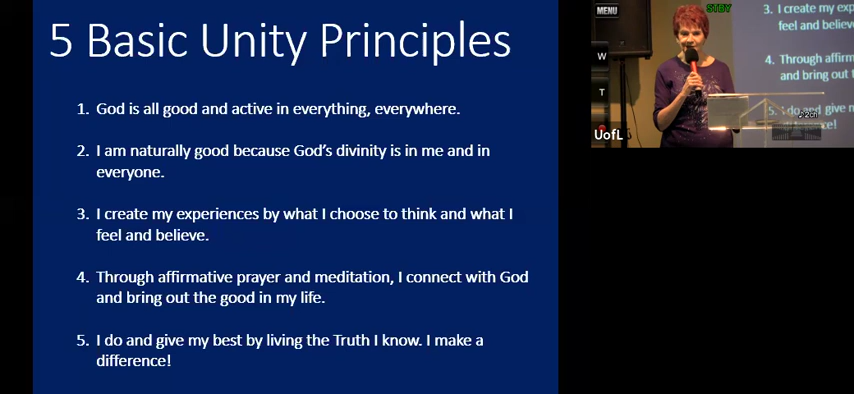 5 Basic Unity Principles
1. God is all good and active in everything, everywhere.
2. I am naturally good because God's divinity is in me and in
everyone.
3. I create my experiences by what I choose to think and what I
feel and believe.
4. Through affirmative prayer and meditation, I connect with God
and bring out the good in my life.
5. I do and give my best by living the Truth I know. I make a
difference!
MENU
STBY
W
T
UofL
3. I create my exp
feel and believe
4. Through affirm
and bring out t
5. I do and give m